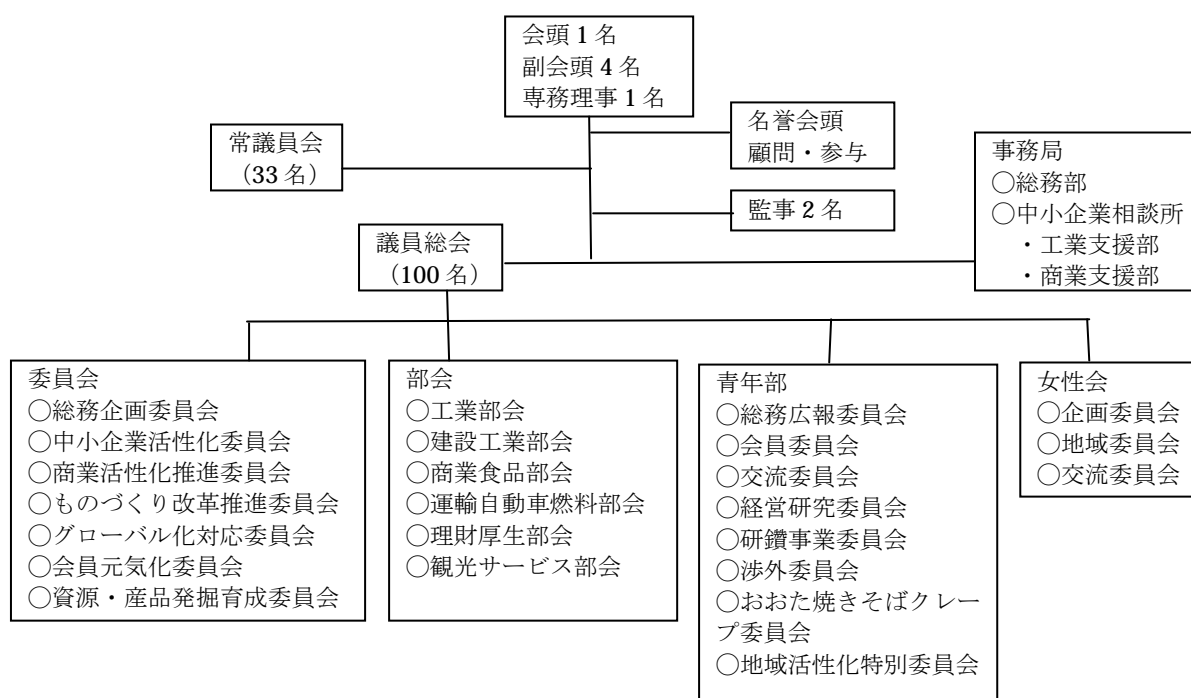 会頭 1 名
副会頭 4 名
専務理事 1 名
名誉会頭
顧問・参与
常議員会
（33 名）
事務局
○総務部
○中小企業相談所
・工業支援部
・商業支援部
監事 2 名
議員総会
（100 名）
委員会
○総務企画委員会
○中小企業活性化委員会
○商業活性化推進委員会
○ものづくり改革推進委員会
○グローバル化対応委員会
○会員元気化委員会
○資源・産品発掘育成委員会
部会
○工業部会
○建設工業部会
○商業食品部会
○運輸自動車燃料部会
○理財厚生部会
○観光サービス部会
青年部
○総務広報委員会
○会員委員会
○交流委員会
○経営研究委員会
○研鑽事業委員会
○渉外委員会
○おおた焼きそばクレー
プ委員会
○地域活性化特別委員会
女性会
○企画委員会
○地域委員会
○交流委員会